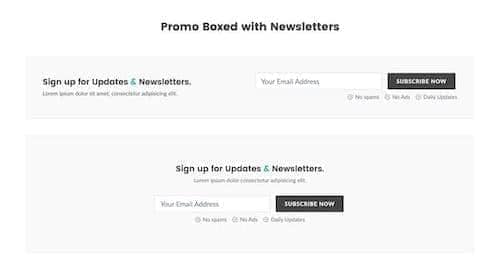 Promo Boxed with Newsletters
Sign up for Updates & Newsletters.
Lorem ipsum dolor sit amet, consectetur adipisicing elit.
Your Email Address
SUBSCRIBE NOW
No spams No Ads Daily Updates
Sign up for Updates & Newsletters.
Lorem ipsum dolor consectetur adipisicing elit.
Your Email Address
SUBSCRIBE NOW
No spams No Ads Daily Updates